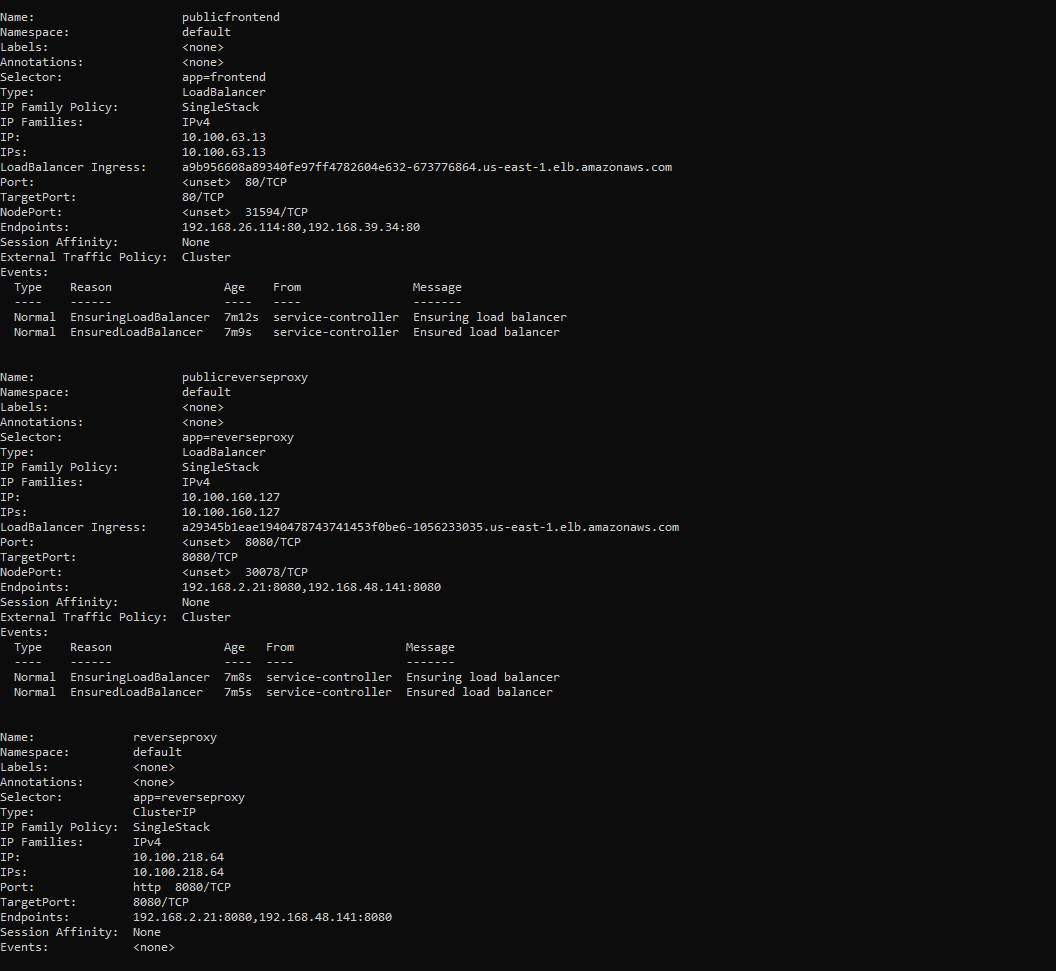 Name:                     publicfrontend
Namespace:                default
Labels:                   <none>
Annotations:              <none>
Selector:                 app=frontend
Type:                     LoadBalancer
IP Family Policy:         SingleStack
IP Families:              IPv4
IP:                       10.100.63.13
IPs:                      10.100.63.13
LoadBalancer Ingress:     a9b956608a89340fe97ff4782604e632-673776864.us-east-1.elb.amazonaws.com
Port:                     <unset>  80/TCP
TargetPort:               80/TCP
NodePort:                 <unset>  31594/TCP
Endpoints:                192.168.26.114:80,192.168.39.34:80
Session Affinity:         None
External Traffic Policy:  Cluster
Events:
  Type    Reason                Age    From                Message
  ----    ------                ----   ----                -------
  Normal  EnsuringLoadBalancer  7m12s  service-controller  Ensuring load balancer
  Normal  EnsuredLoadBalancer   7m9s   service-controller  Ensured load balancer

Name:                     publicreverseproxy
Namespace:                default
Labels:                   <none>
Annotations:              <none>
Selector:                 app=reverseproxy
Type:                     LoadBalancer
IP Family Policy:         SingleStack
IP Families:              IPv4
IP:                       10.100.160.127
IPs:                      10.100.160.127
LoadBalancer Ingress:     a29345b1eae1940478743741453f0be6-1056233035.us-east-1.elb.amazonaws.com
Port:                     <unset>  8080/TCP
TargetPort:               8080/TCP
NodePort:                 <unset>  30078/TCP
Endpoints:                192.168.2.21:8080,192.168.48.141:8080
Session Affinity:         None
External Traffic Policy:  Cluster
Events:
  Type    Reason                Age   From                Message
  ----    ------                ----  ----                -------
  Normal  EnsuringLoadBalancer  7m8s  service-controller  Ensuring load balancer
  Normal  EnsuredLoadBalancer   7m5s  service-controller  Ensured load balancer

Name:              reverseproxy
Namespace:         default
Labels:            <none>
Annotations:       <none>
Selector:          app=reverseproxy
Type:              ClusterIP
IP Family Policy:  SingleStack
IP Families:       IPv4
IP:                10.100.218.64
IPs:               10.100.218.64
Port:              http  8080/TCP
TargetPort:        8080/TCP
Endpoints:         192.168.2.21:8080,192.168.48.141:8080
Session Affinity:  None
Events:            <none>